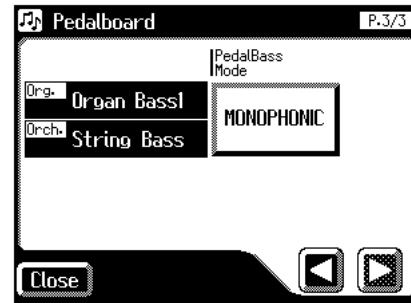 Pedalboard P.3/3
PedalBass
Mode
Org. Organ Bass1
MONOPHONIC
Orch. String Bass
Close